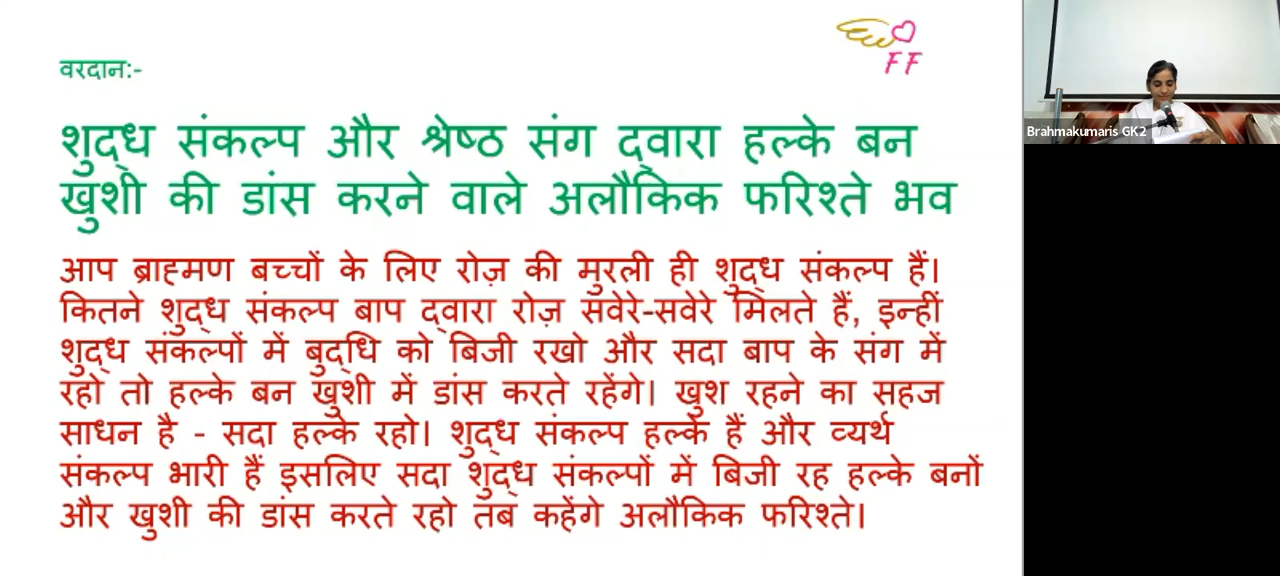 F F
वरदान:-
शुद्ध संकल्प और श्रेष्ठ संग द्वारा हल्के बन
खुशी की डांस करने वाले अलौकिक फरिश्ते भव
आप ब्राह्मण बच्चों के लिए रोज़ की मुरली ही शुद्ध संकल्प हैं।
कितने शुद्ध संकल्प बाप द्वारा रोज़ सवेरे-सवेरे मिलते हैं, इन्हीं
शुद्ध संकल्पों में बुद्धि को बिजी रखो और सदा बाप के संग में
रहो तो हल्के बन खुशी में डांस करते रहेंगे। खुश रहने का सहज
साधन है - सदा हल्के रहो। शुद्ध संकल्प हल्के हैं और व्यर्थ
संकल्प भारी हैं इसलिए सदा शुद्ध संकल्पों में बिजी रह हल्के बनों
और खुशी की डांस करते रहो तब कहेंगे अलौकिक फरिश्ते।
Brahmakumaris GK2